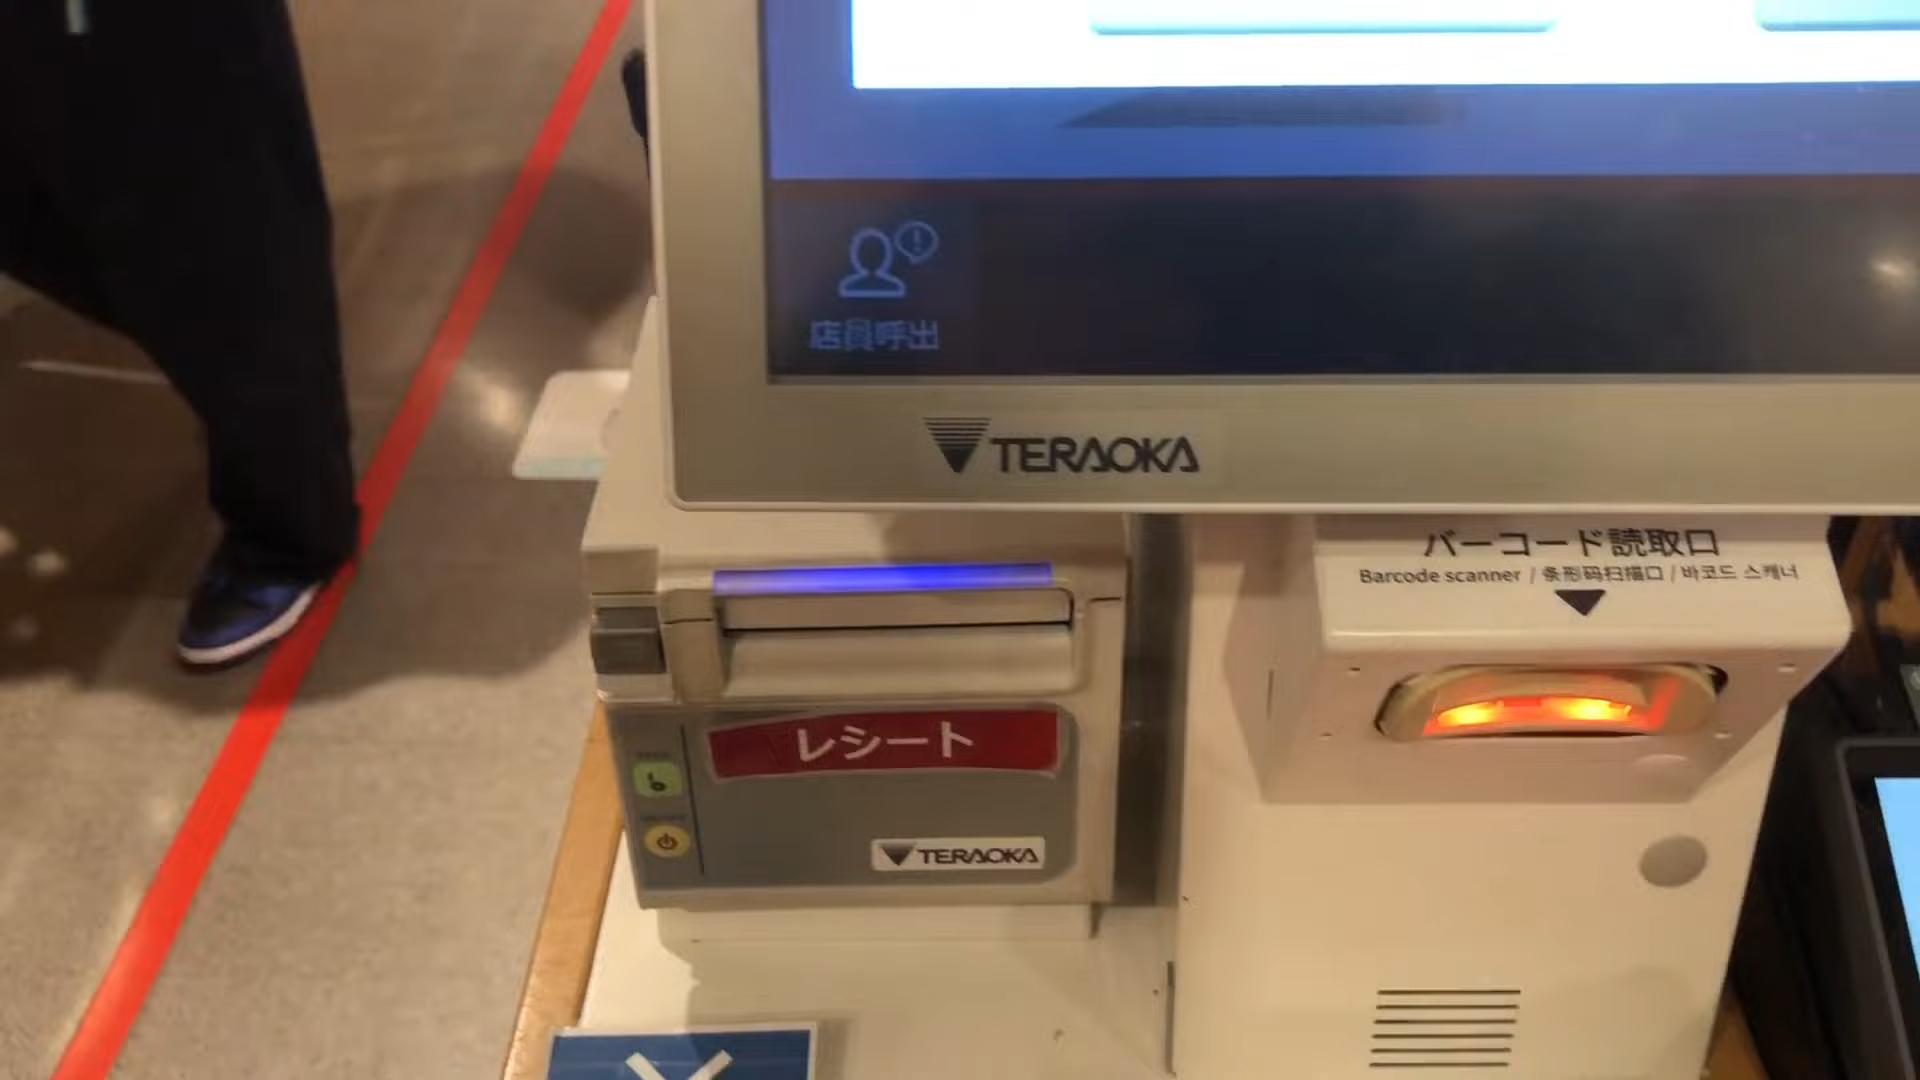 店員呼出
TERAOKA
バーコード読取口
Barcode scanner / 条形码扫描口 / 바코드 스캐너
レシート
TERAOKA